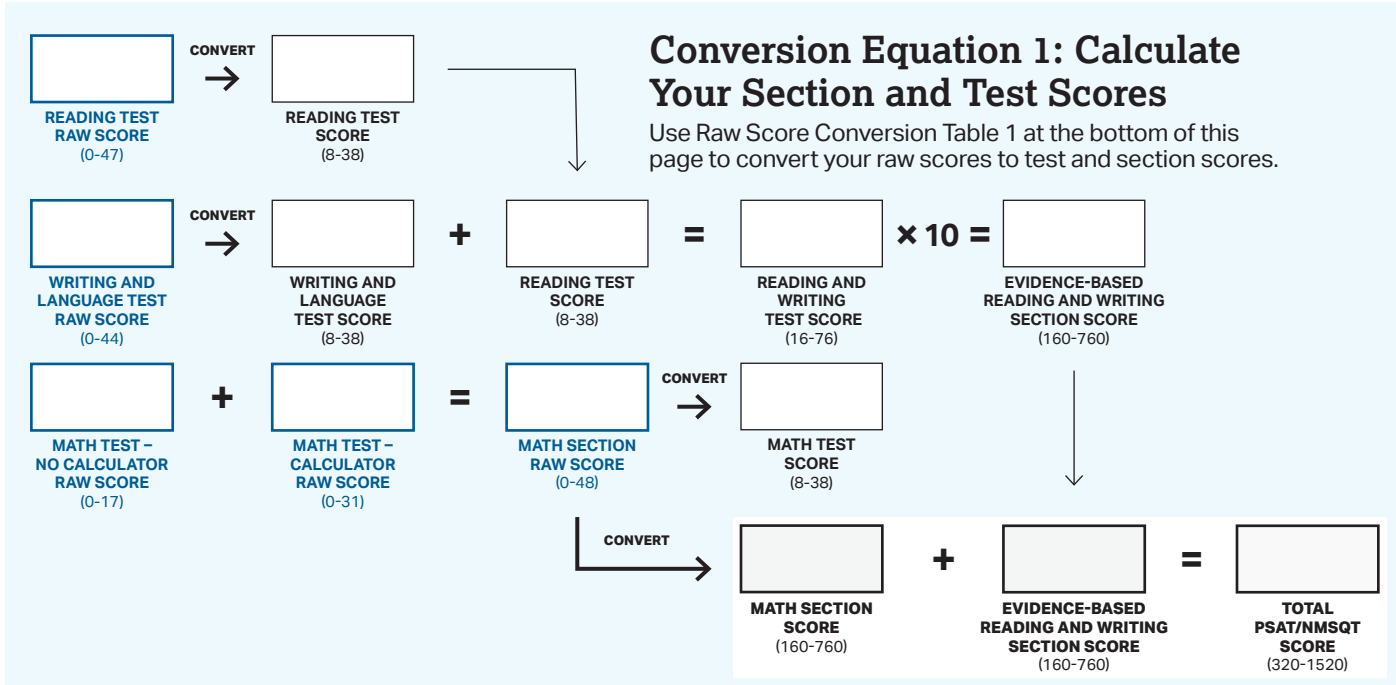 Conversion Equation 1: Calculate
Your Section and Test Scores
Use Raw Score Conversion Table 1 at the bottom of this
page to convert your raw scores to test and section scores.
CONVERT
READING TEST
RAW SCORE
(0-47)
READING TEST
SCORE
(8-38)
CONVERT
+
=
× 10 =
WRITING AND
LANGUAGE TEST
RAW SCORE
(0-44)
WRITING AND
LANGUAGE
TEST SCORE
(8-38)
READING TEST
SCORE
(8-38)
READING AND
WRITING
TEST SCORE
(16-76)
EVIDENCE-BASED
READING AND WRITING
SECTION SCORE
(160-760)
+
=
CONVERT
MATH TEST –
NO CALCULATOR
RAW SCORE
(0-17)
MATH TEST –
CALCULATOR
RAW SCORE
(0-31)
MATH SECTION
RAW SCORE
(0-48)
MATH TEST
SCORE
(8-38)
CONVERT
+
=
MATH SECTION
SCORE
(160-760)
EVIDENCE-BASED
READING AND WRITING
SECTION SCORE
(160-760)
TOTAL
PSAT/NMSQT
SCORE
(320-1520)